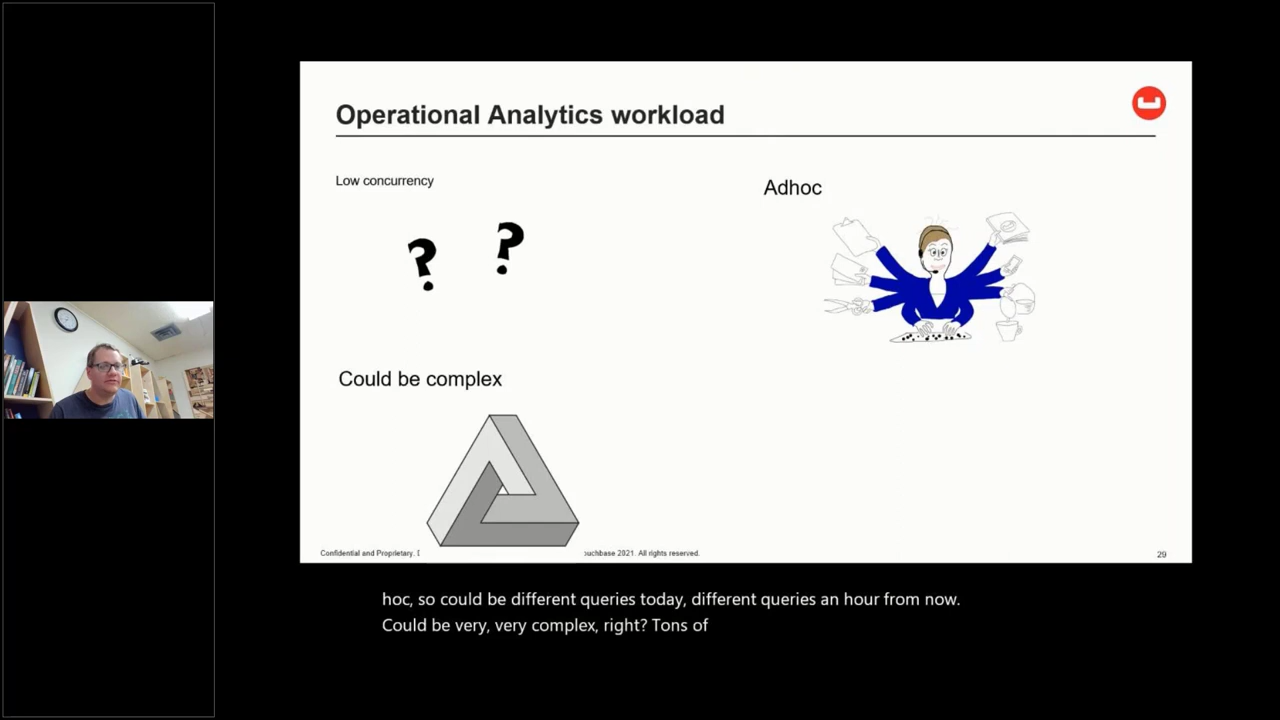 Operational Analytics workload
Low concurrency
Adhoc
Could be complex
Confidential and Proprietary. uchbase 2021. All rights reserved.
29
hoc, so could be different queries today, different queries an hour from now.
Could be very, very complex, right? Tons of